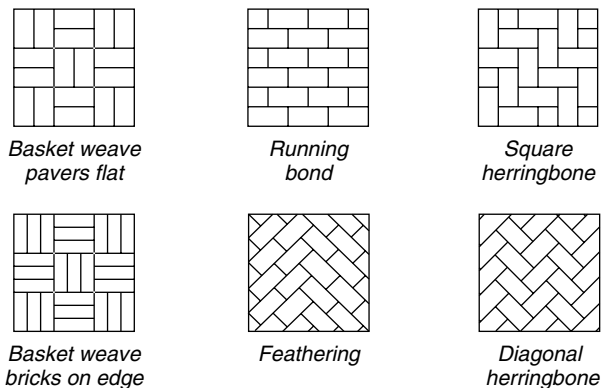 Basket weave
pavers flat
Running
bond
Square
herringbone
Basket weave
bricks on edge
Feathering
Diagonal
herringbone